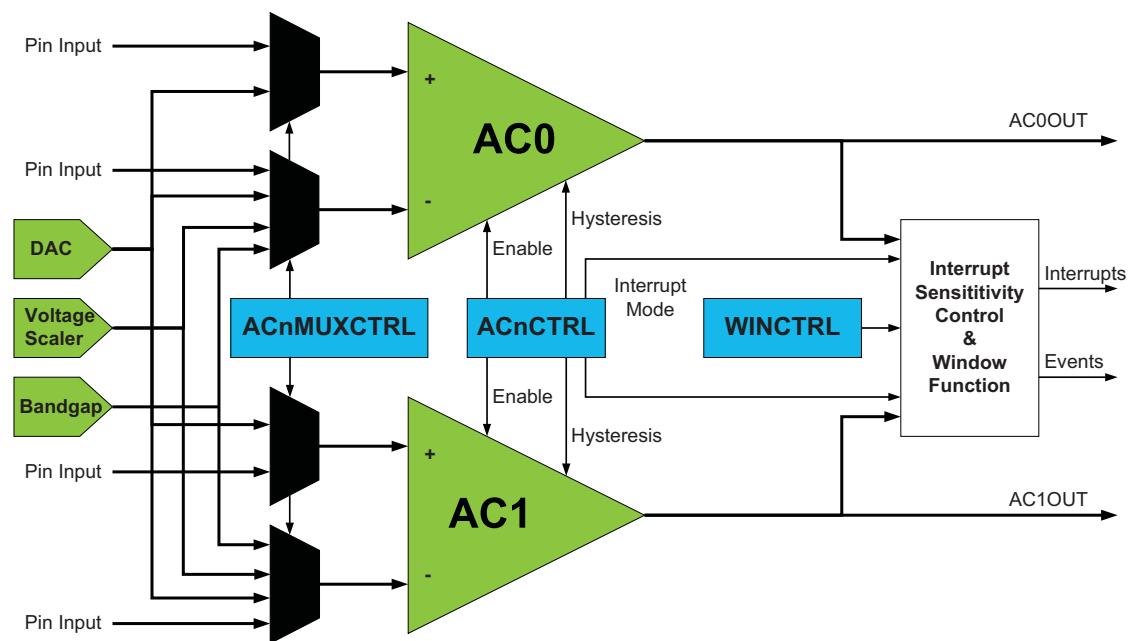 Pin Input
+
AC0
AC0OUT
Pin Input
-
Hysteresis
Enable
DAC
Interrupt
Sensititivity
Control
&
Window
Function
Interrupts
Events
Interrupt
Mode
Voltage
Scaler
ACnMUXCTRL
ACnCTRL
WINCTRL
Bandgap
Enable
Hysteresis
+
Pin Input
AC1
AC1OUT
-
Pin Input